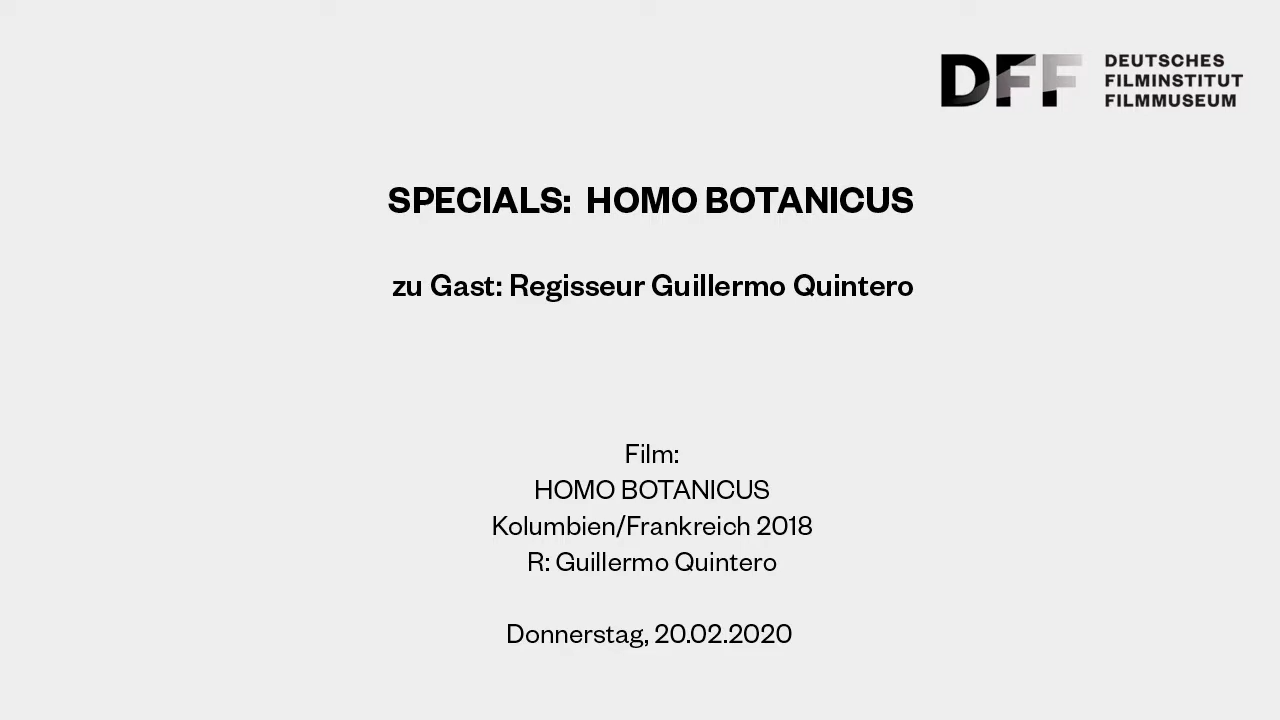 DFF DEUTSCHES
FILMINSTITUT
FILMMUSEUM
SPECIALS: HOMO BOTANICUS
zu Gast: Regisseur Guillermo Quintero
Film:
HOMO BOTANICUS
Kolumbien/Frankreich 2018
R: Guillermo Quintero
Donnerstag, 20.02.2020